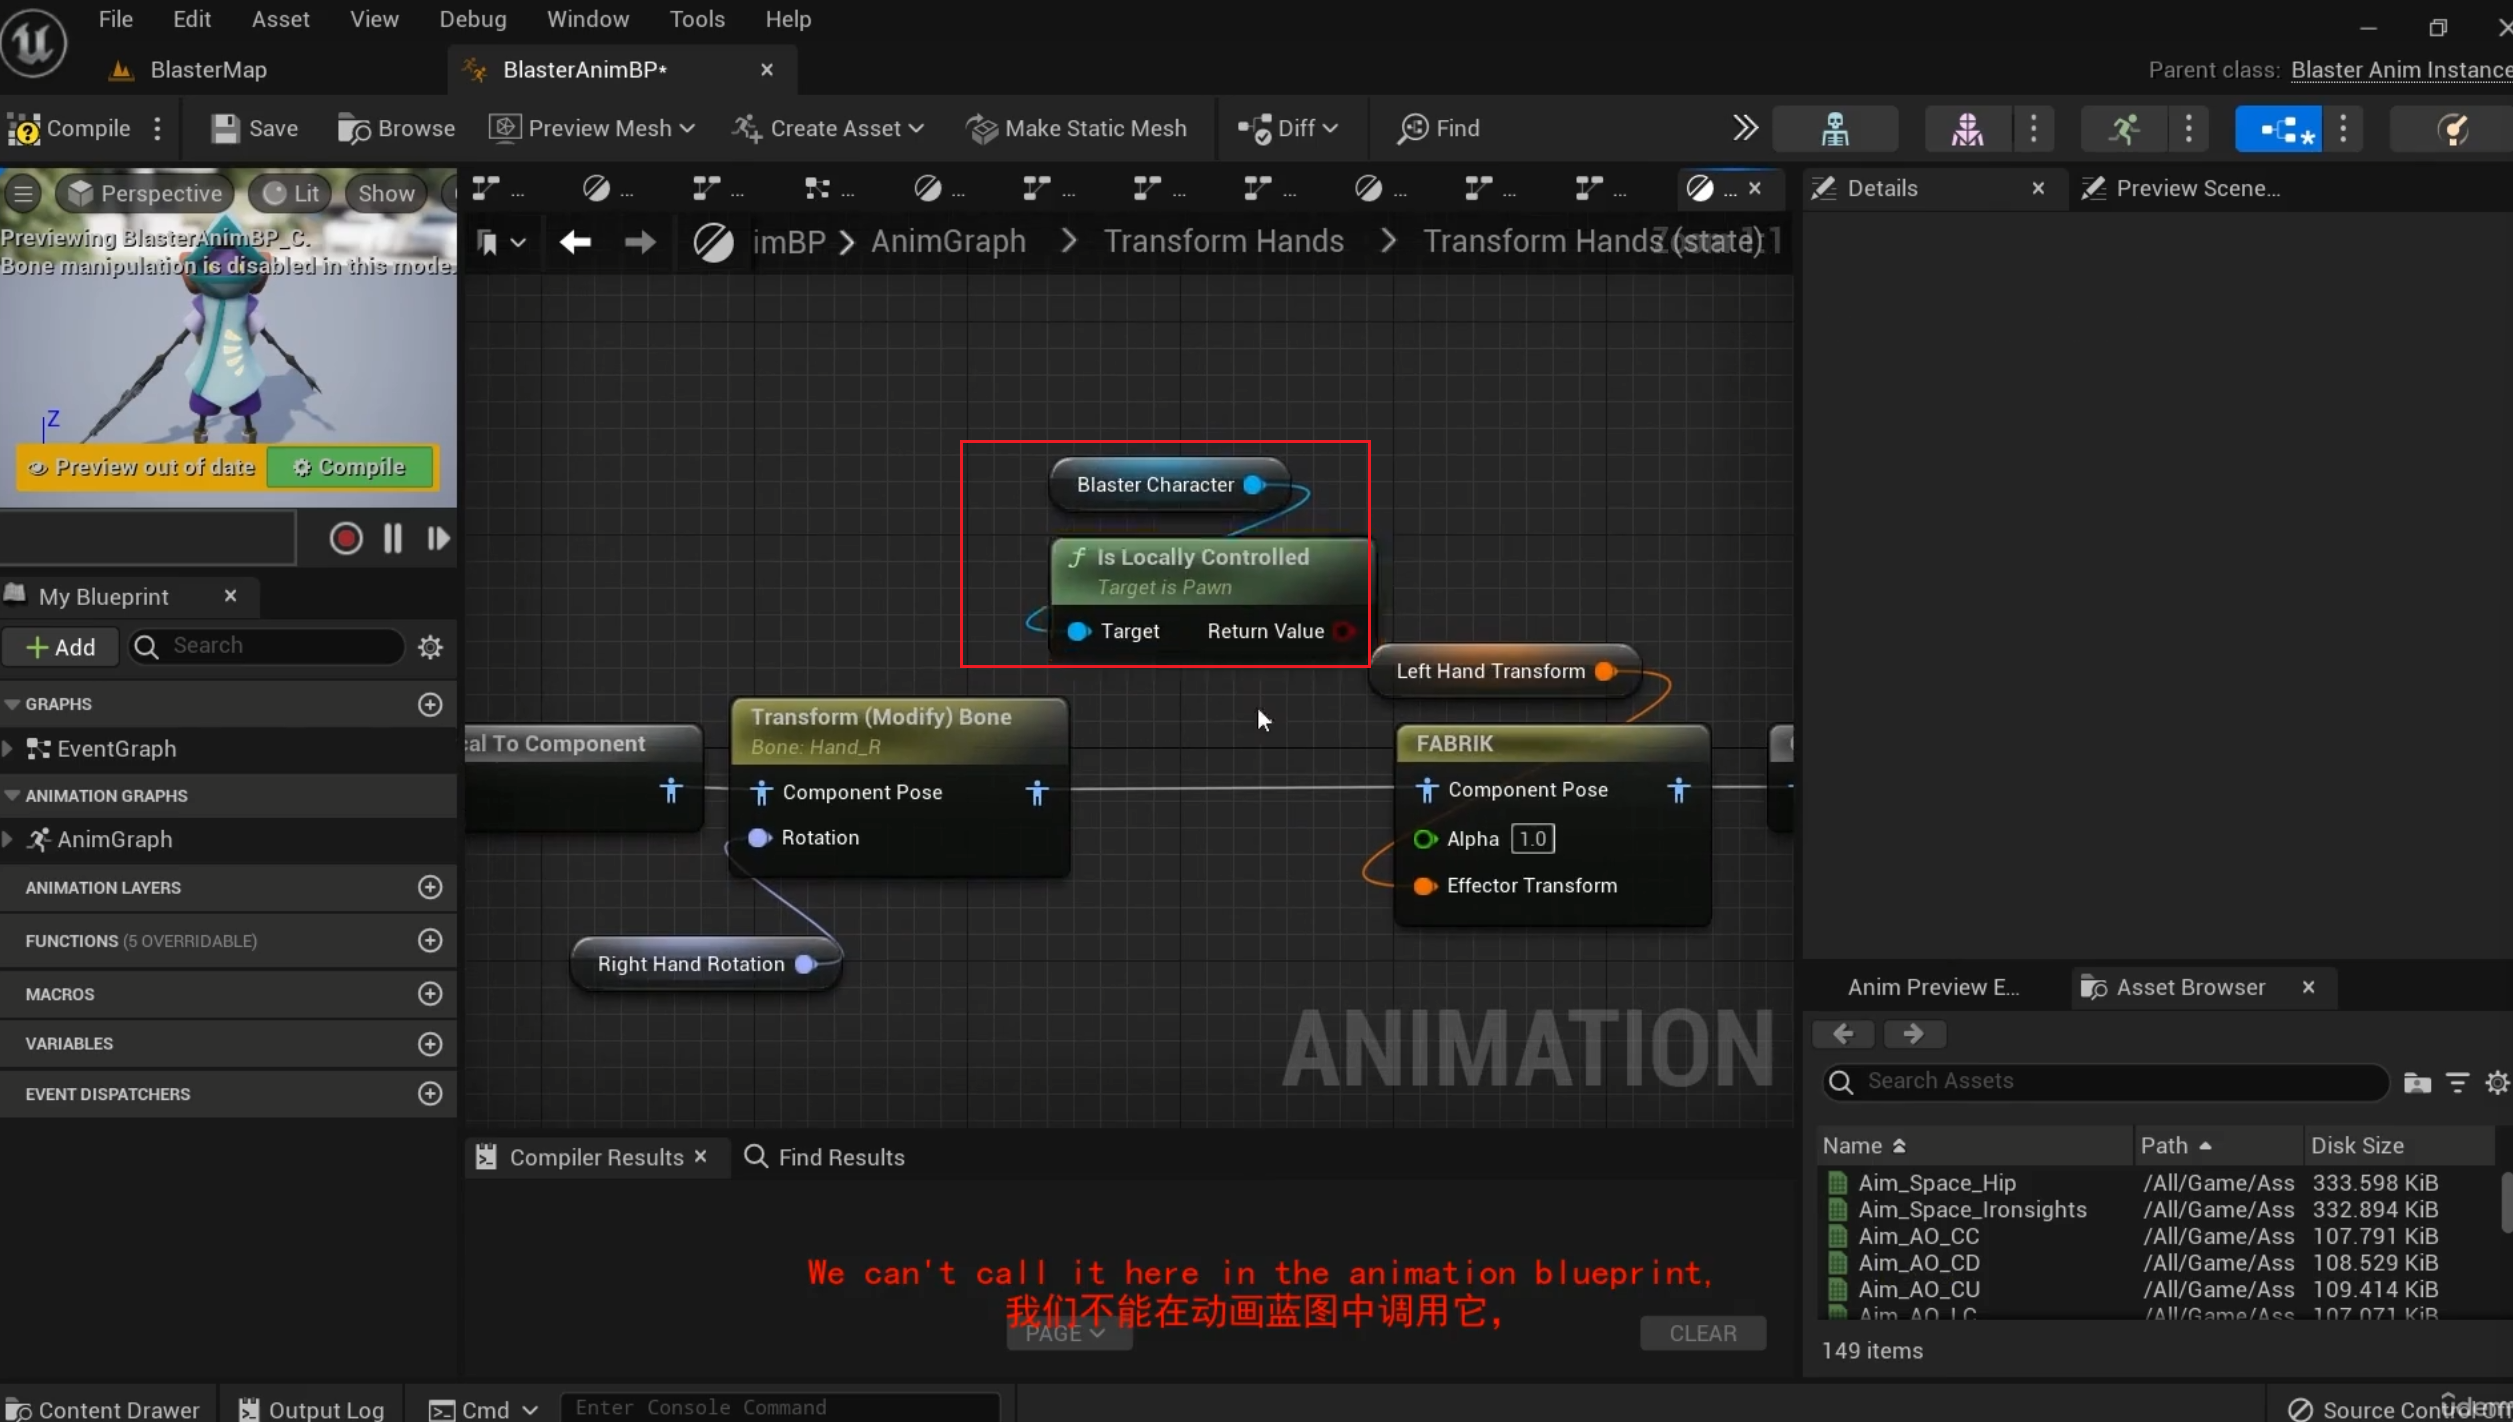 File Edit Asset View Debug Window Tools Help
BlasterMap
BlasterAnimBP*
Parent class: Blaster Anim Instance
Compile
Save
Browse
Preview Mesh
Create Asset
Make Static Mesh
Diff
Find
Perspective
Lit
Show
Previewing BlasterAnimBP_C.
Bone manipulation is disabled in this mode.
Z
Preview out of date
Compile
... ... ... ... ... ... ... ... ... ... ... ...
imBP > AnimGraph > Transform Hands > Transform Hands (state)
Details
Preview Scene...
Blaster Character
Is Locally Controlled
Target is Pawn
Target Return Value
Left Hand Transform
al To Component
Transform (Modify) Bone
Bone: Hand_R
Component Pose
Rotation
Right Hand Rotation
FABRIK
Component Pose
Alpha 1.0
Effector Transform
ANIMATION
My Blueprint
Add
Search
GRAPHS
EventGraph
ANIMATION GRAPHS
AnimGraph
ANIMATION LAYERS
FUNCTIONS (5 OVERRIDABLE)
MACROS
VARIABLES
EVENT DISPATCHERS
Compiler Results
Find Results
We can't call it here in the animation blueprint,
我们不能在动画蓝图中调用它，
PAGE
CLEAR
Anim Preview E...
Asset Browser
Search Assets
Name Path Disk Size
Aim_Space_Hip /All/Game/Ass 333.598 KiB
Aim_Space_Ironsights /All/Game/Ass 332.894 KiB
Aim_AO_CC /All/Game/Ass 107.791 KiB
Aim_AO_CD /All/Game/Ass 108.529 KiB
Aim_AO_CU /All/Game/Ass 109.414 KiB
Aim_AO_LC /All/Game/Ass 107.071 KiB
149 items
Content Drawer
Output Log
Cmd
Enter Console Command
Source Control